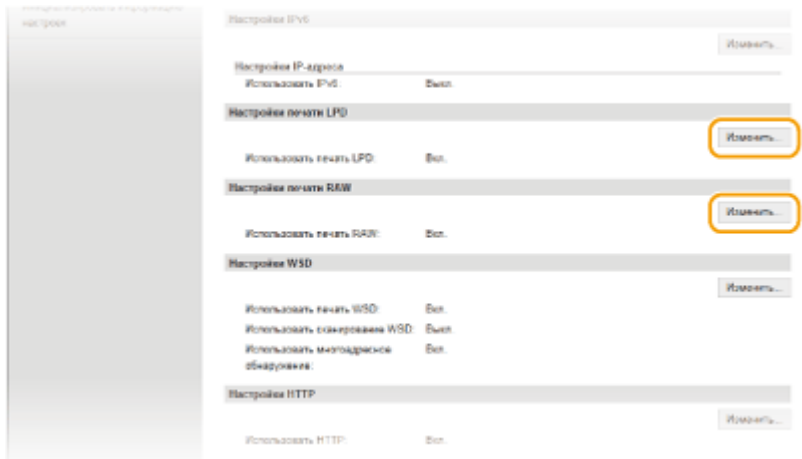 настроек
Настройки IPv6
Изменить...
Настройки IP-адреса
Использовать IPv6: Выкл.
Настройки печати LPD
Изменить...
Использовать печать LPD: Вкл.
Настройки печати RAW
Изменить...
Использовать печать RAW: Вкл.
Настройки WSD
Изменить...
Использовать печать WSD: Вкл.
Использовать сканирование WSD: Выкл.
Использовать многоадресное Вкл.
обнаружение:
Настройки HTTP
Изменить...
Использовать HTTP: Вкл.